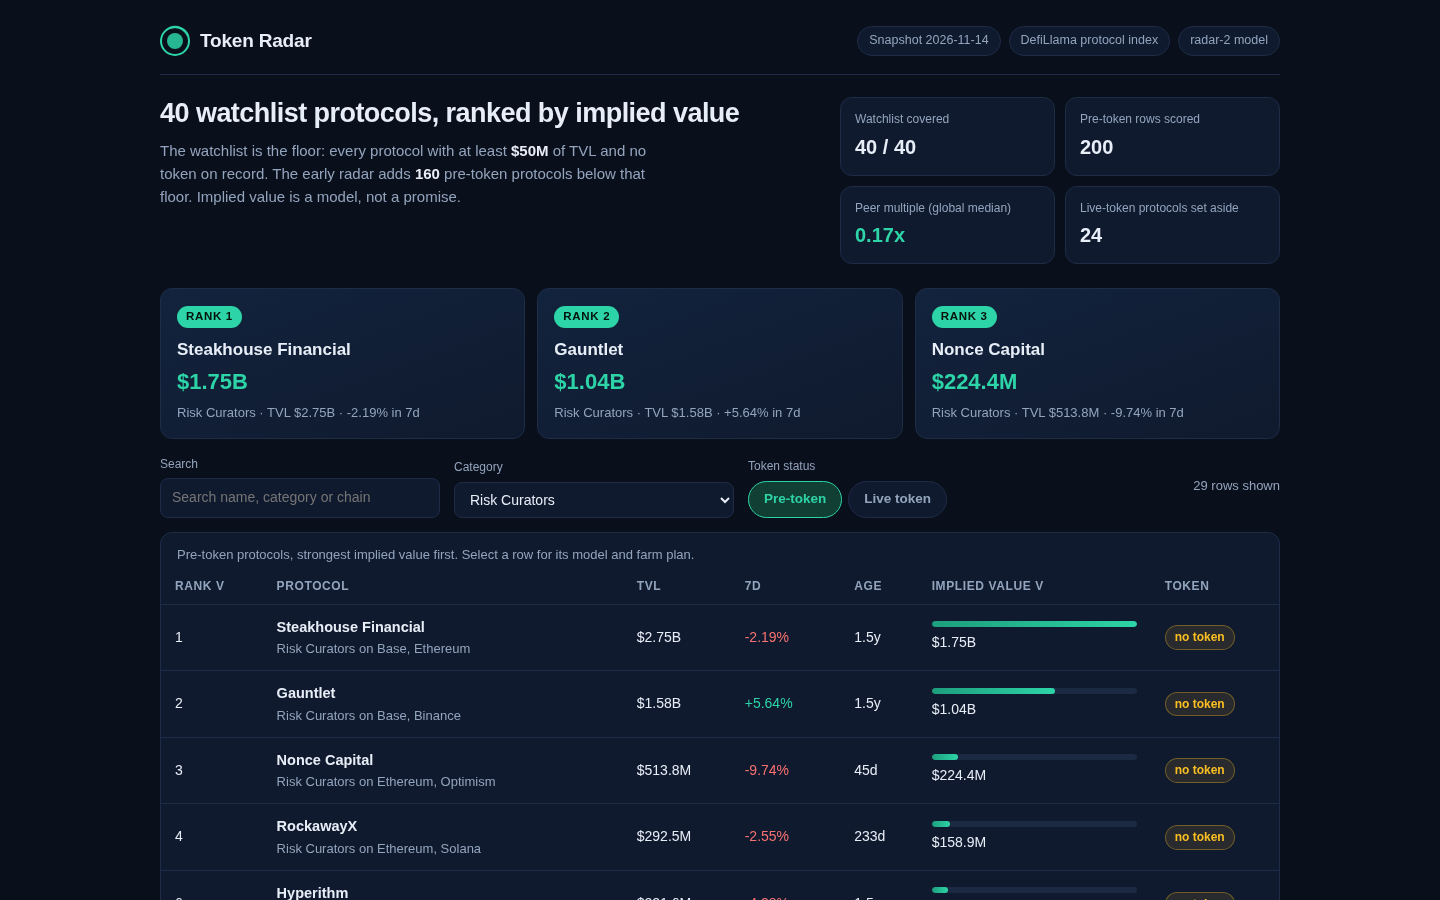 Token Radar
Snapshot 2026-11-14
DefiLlama protocol index
radar-2 model
40 watchlist protocols, ranked by implied value
The watchlist is the floor: every protocol with at least $50M of TVL and no
token on record. The early radar adds 160 pre-token protocols below that
floor. Implied value is a model, not a promise.
Watchlist covered
40 / 40
Pre-token rows scored
200
Peer multiple (global median)
0.17x
Live-token protocols set aside
24
RANK 1
Steakhouse Financial
$1.75B
Risk Curators · TVL $2.75B · -2.19% in 7d
RANK 2
Gauntlet
$1.04B
Risk Curators · TVL $1.58B · +5.64% in 7d
RANK 3
Nonce Capital
$224.4M
Risk Curators · TVL $513.8M · -9.74% in 7d
Search
Search name, category or chain
Category
Risk Curators
Token status
Pre-token
Live token
29 rows shown
Pre-token protocols, strongest implied value first. Select a row for its model and farm plan.
RANK V PROTOCOL TVL 7D AGE IMPLIED VALUE V TOKEN
1 Steakhouse Financial $2.75B -2.19% 1.5y $1.75B no token
Risk Curators on Base, Ethereum
2 Gauntlet $1.58B +5.64% 1.5y $1.04B no token
Risk Curators on Base, Binance
3 Nonce Capital $513.8M -9.74% 45d $224.4M no token
Risk Curators on Ethereum, Optimism
4 RockawayX $292.5M -2.55% 233d $158.9M no token
Risk Curators on Ethereum, Solana
Hyperithm